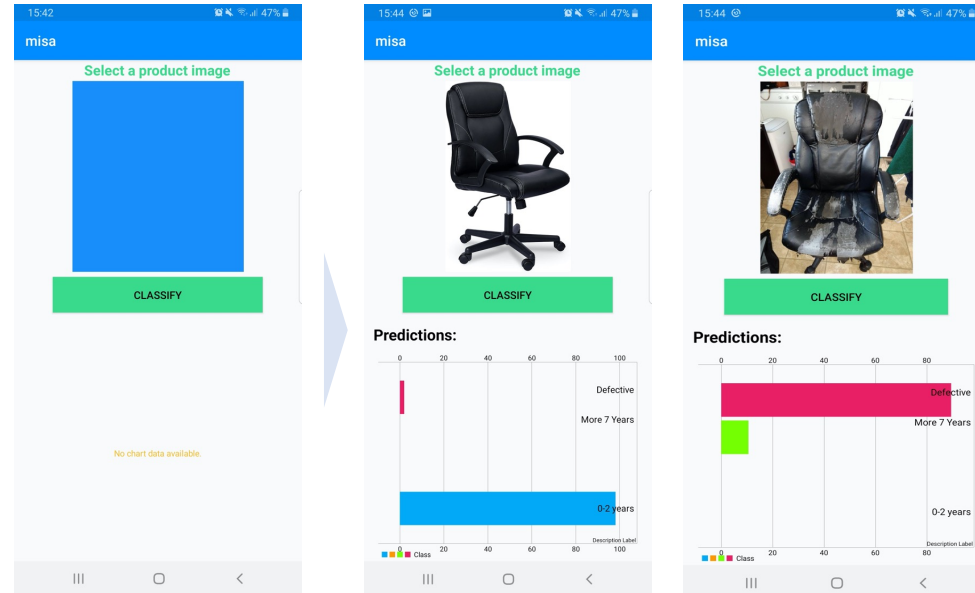 15:42
47%
misa
Select a product image
CLASSIFY
No chart data available.
15:44
47%
misa
Select a product image
CLASSIFY
Predictions:
0 20 40 60 80 100
Defective
More 7 Years
0-2 years
Description Label
Class
0 20 40 60 80 100
15:44
47%
misa
Select a product image
CLASSIFY
Predictions:
0 20 40 60 80
Defective
More 7 Years
0-2 years
Description Label
Class
0 20 40 60 80